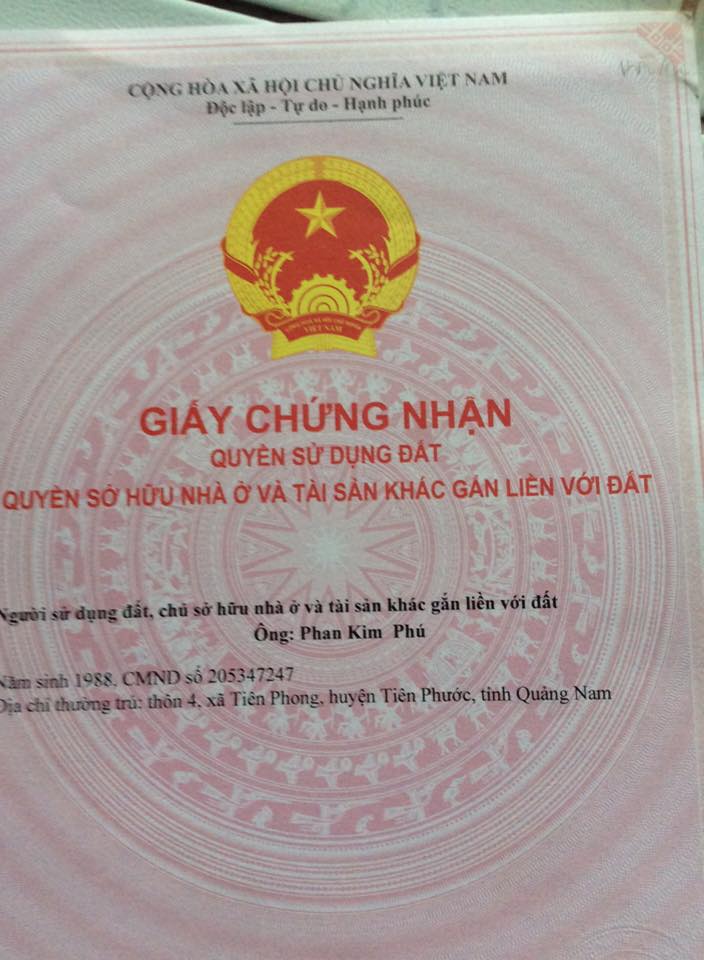 CỘNG HÒA XÃ HỘI CHỦ NGHĨA VIỆT NAM
Độc lập - Tự do - Hạnh phúc
CỘNG HÒA XÃ HỘI CHỦ NGHĨA
VIỆT NAM
GIẤY CHỨNG NHẬN
QUYỀN SỬ DỤNG ĐẤT
QUYỀN SỞ HỮU NHÀ Ở VÀ TÀI SẢN KHÁC GẮN LIỀN VỚI ĐẤT
Người sử dụng đất, chủ sở hữu nhà ở và tài sản khác gắn liền với đất
Ông: Phan Kim Phú
Năm sinh 1988, CMND số 205347247
Địa chỉ thường trú: thôn 4, xã Tiên Phong, huyện Tiên Phước, tỉnh Quảng Nam